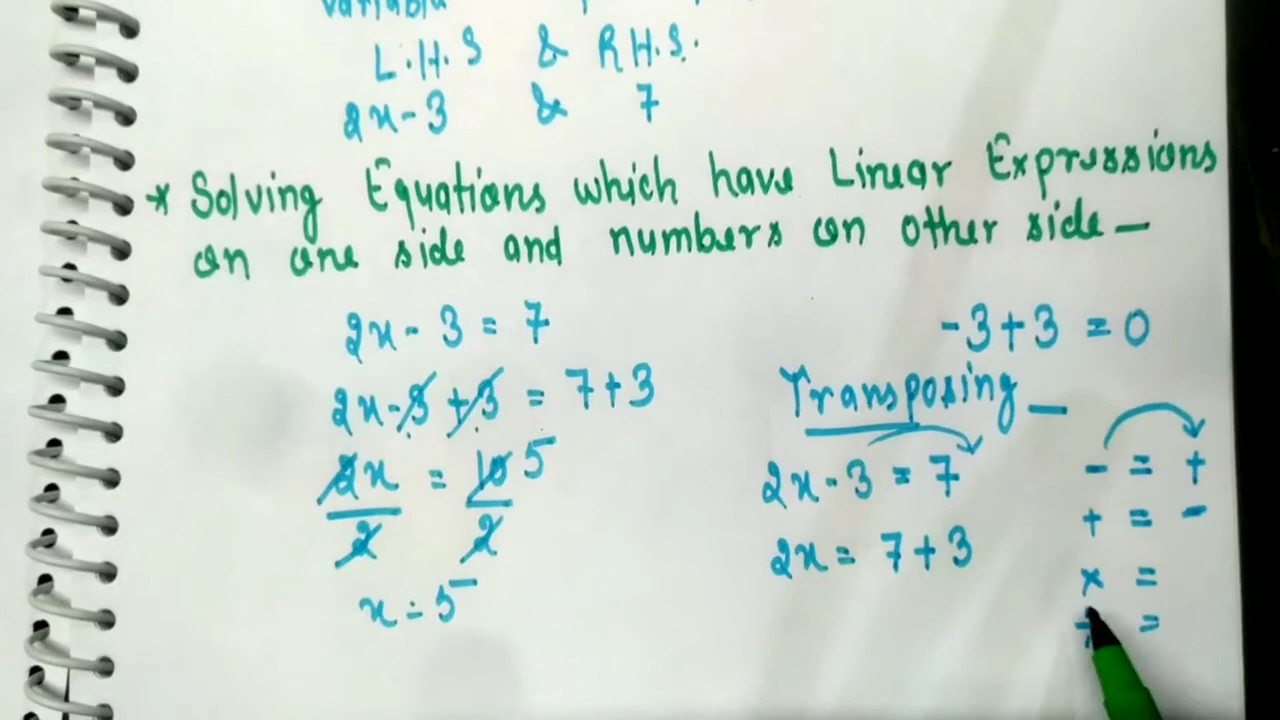 L.H.S & R.H.S.
2x-3 & 7
* Solving Equations which have Linear Expressions
on one side and numbers on other side —
2x - 3 = 7
2x - 3 + 3 = 7+3
2x/2 = 10/2 5
x = 5
-3+3 = 0
Transposing —
2x - 3 = 7
2x = 7+3
- = +
+ = -
× =
÷ =